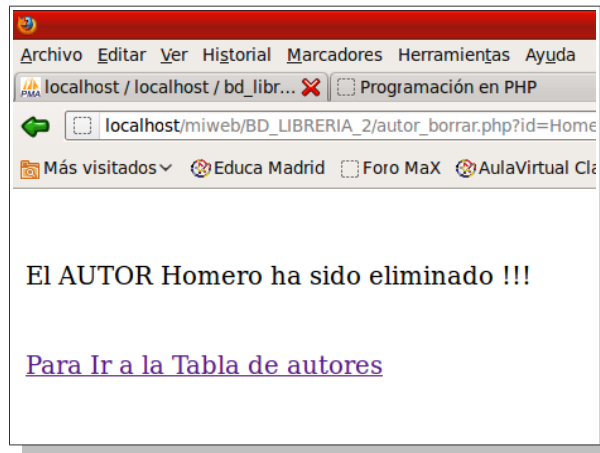 Archivo Editar Ver Historial Marcadores Herramientas Ayuda
PMA localhost / localhost / bd_libr... Programación en PHP
localhost/miweb/BD_LIBRERIA_2/autor_borrar.php?id=Home
Más visitados Educa Madrid Foro MaX AulaVirtual Cla
El AUTOR Homero ha sido eliminado !!!
Para Ir a la Tabla de autores